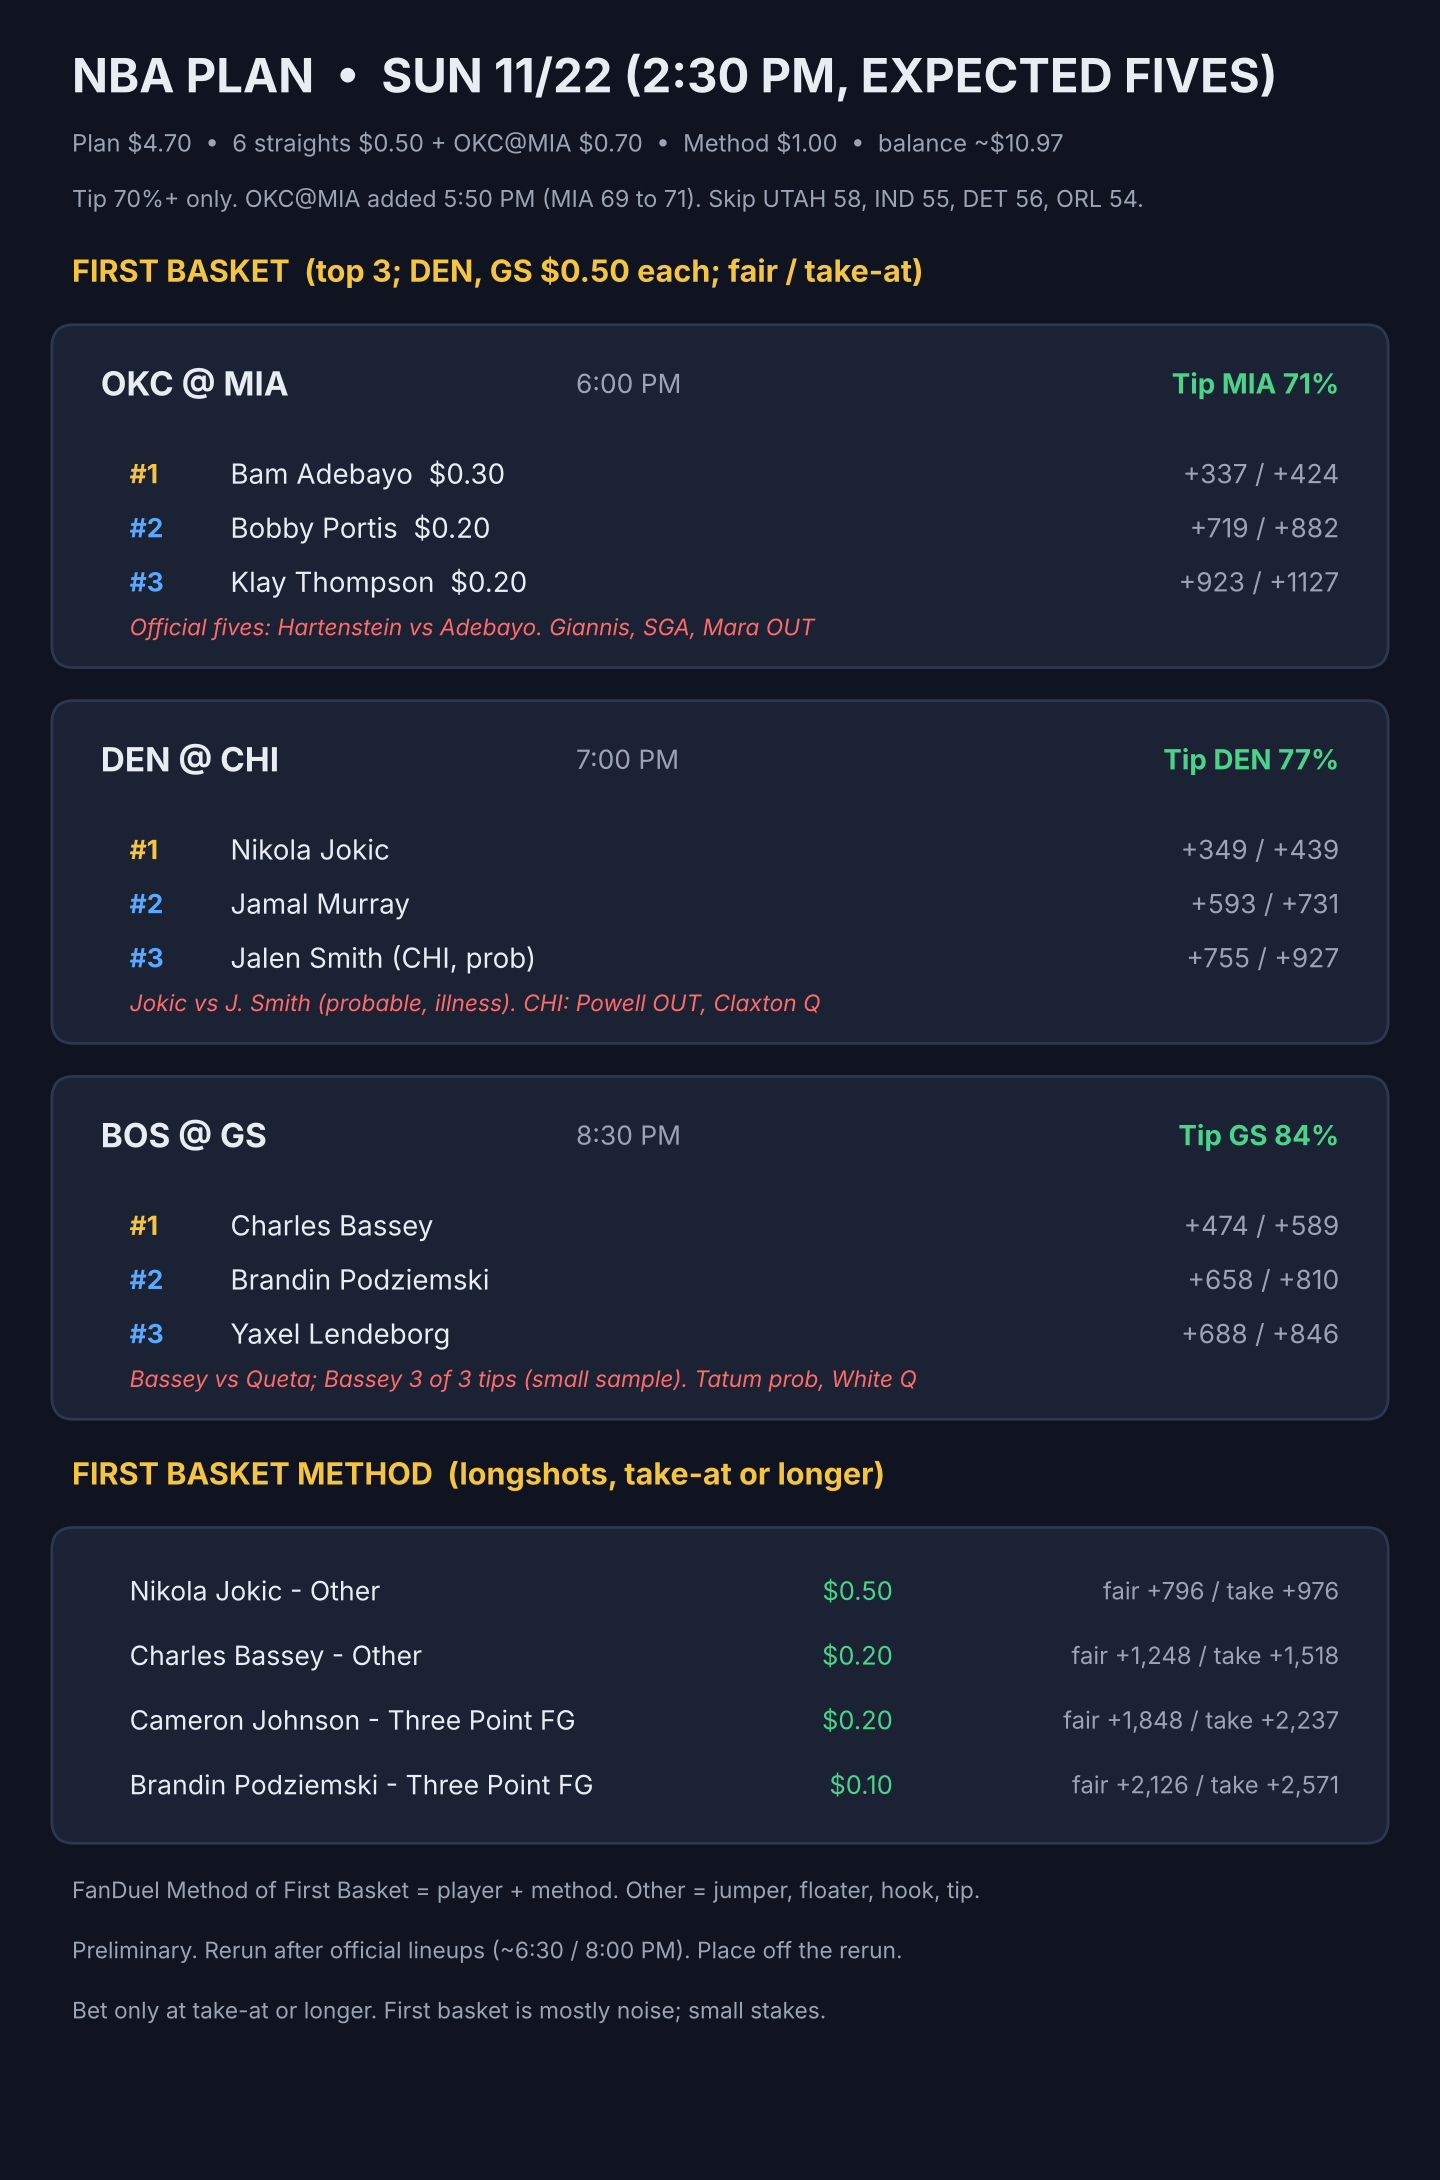 NBA PLAN • SUN 11/22 (2:30 PM, EXPECTED FIVES)
Plan $4.70 • 6 straights $0.50 + OKC@MIA $0.70 • Method $1.00 • balance ~$10.97
Tip 70%+ only. OKC@MIA added 5:50 PM (MIA 69 to 71). Skip UTAH 58, IND 55, DET 56, ORL 54.
FIRST BASKET (top 3; DEN, GS $0.50 each; fair / take-at)
OKC @ MIA 6:00 PM Tip MIA 71%
#1 Bam Adebayo $0.30 +337 / +424
#2 Bobby Portis $0.20 +719 / +882
#3 Klay Thompson $0.20 +923 / +1127
Official fives: Hartenstein vs Adebayo. Giannis, SGA, Mara OUT
DEN @ CHI 7:00 PM Tip DEN 77%
#1 Nikola Jokic +349 / +439
#2 Jamal Murray +593 / +731
#3 Jalen Smith (CHI, prob) +755 / +927
Jokic vs J. Smith (probable, illness). CHI: Powell OUT, Claxton Q
BOS @ GS 8:30 PM Tip GS 84%
#1 Charles Bassey +474 / +589
#2 Brandin Podziemski +658 / +810
#3 Yaxel Lendeborg +688 / +846
Bassey vs Queta; Bassey 3 of 3 tips (small sample). Tatum prob, White Q
FIRST BASKET METHOD (longshots, take-at or longer)
Nikola Jokic - Other $0.50 fair +796 / take +976
Charles Bassey - Other $0.20 fair +1,248 / take +1,518
Cameron Johnson - Three Point FG $0.20 fair +1,848 / take +2,237
Brandin Podziemski - Three Point FG $0.10 fair +2,126 / take +2,571
FanDuel Method of First Basket = player + method. Other = jumper, floater, hook, tip.
Preliminary. Rerun after official lineups (~6:30 / 8:00 PM). Place off the rerun.
Bet only at take-at or longer. First basket is mostly noise; small stakes.